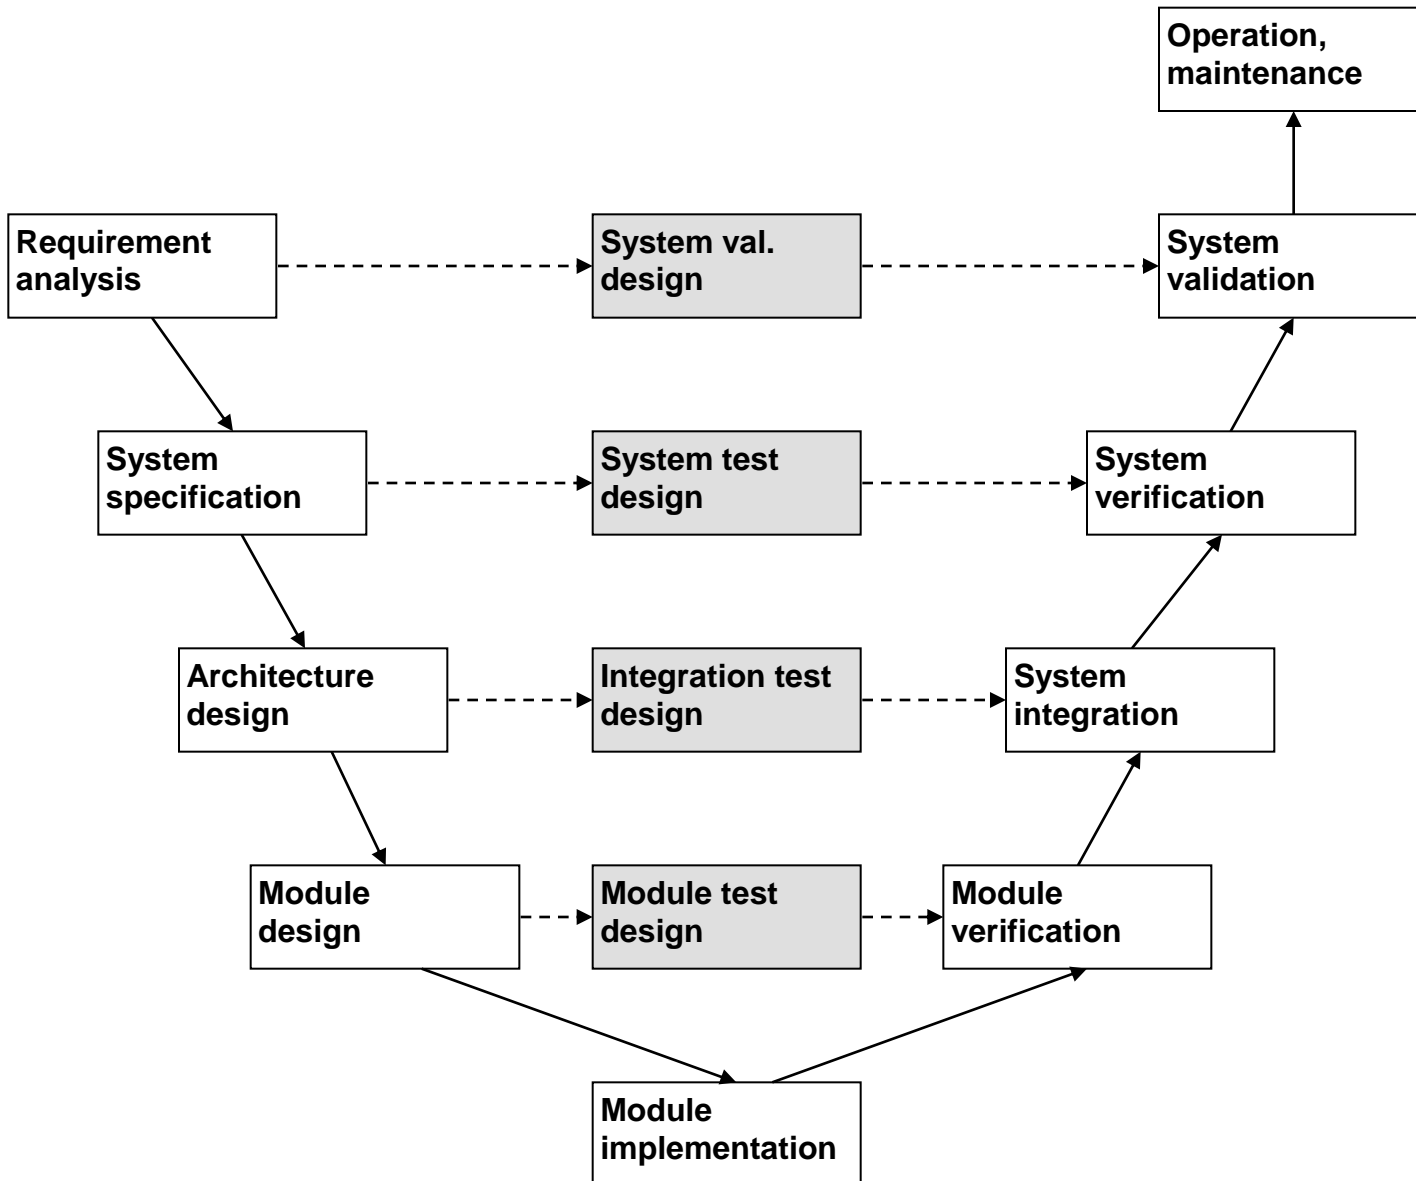 Operation,
maintenance
Requirement
analysis
System val.
design
System
validation
System
specification
System test
design
System
verification
Architecture
design
Integration test
design
System
integration
Module
design
Module test
design
Module
verification
Module
implementation